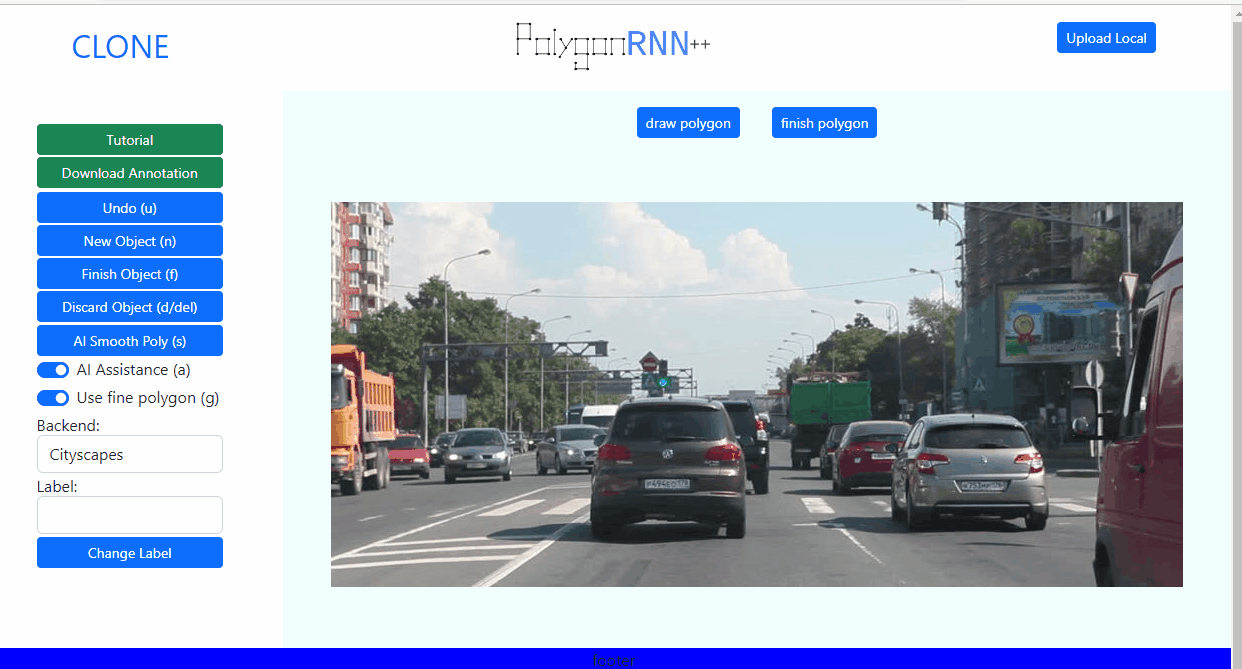 CLONE
PolygonRNN++
Upload Local
draw polygon
finish polygon
Tutorial
Download Annotation
Undo (u)
New Object (n)
Finish Object (f)
Discard Object (d/del)
AI Smooth Poly (s)
AI Assistance (a)
Use fine polygon (g)
Backend:
Cityscapes
Label:
Change Label
footer